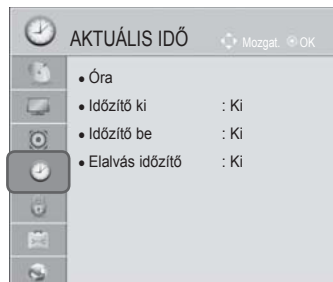 AKTUÁLIS IDŐ Mozgat. OK
• Óra
• Időzítő ki : Ki
• Időzítő be : Ki
• Elalvás időzítő : Ki